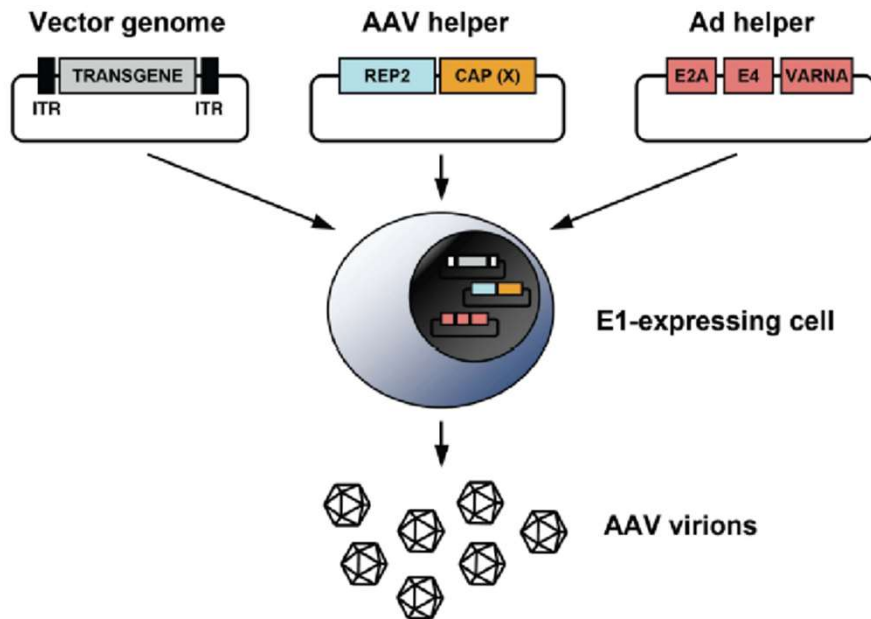 Vector genome
AAV helper
Ad helper
TRANSGENE
ITR
ITR
REP2
CAP (X)
E2A
E4
VARNA
E1-expressing cell
AAV virions